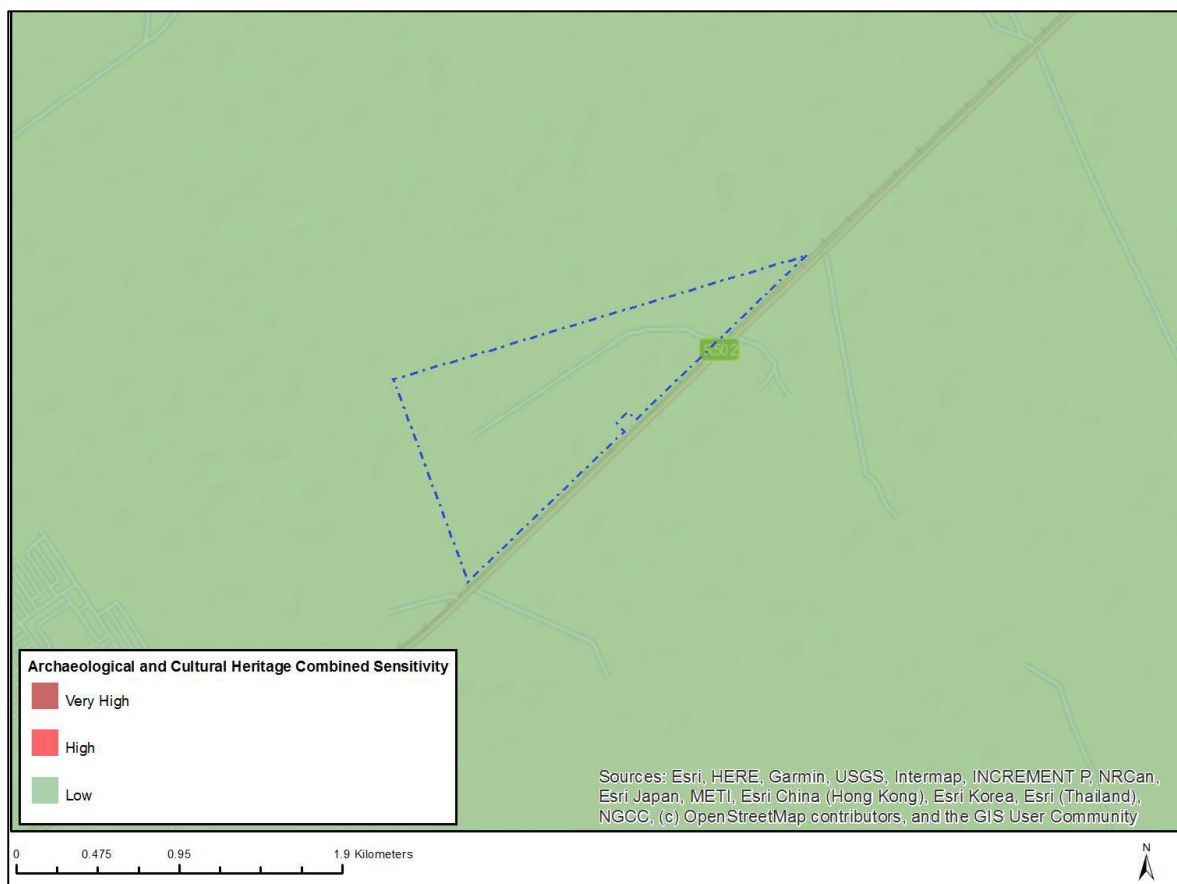 S502
Archaeological and Cultural Heritage Combined Sensitivity
Very High
High
Low
Sources: Esri, HERE, Garmin, USGS, Intermap, INCREMENT P, NRCan,
Esri Japan, METI, Esri China (Hong Kong), Esri Korea, Esri (Thailand),
NGCC, (c) OpenStreetMap contributors, and the GIS User Community
0 0.475 0.95 1.9 Kilometers
N